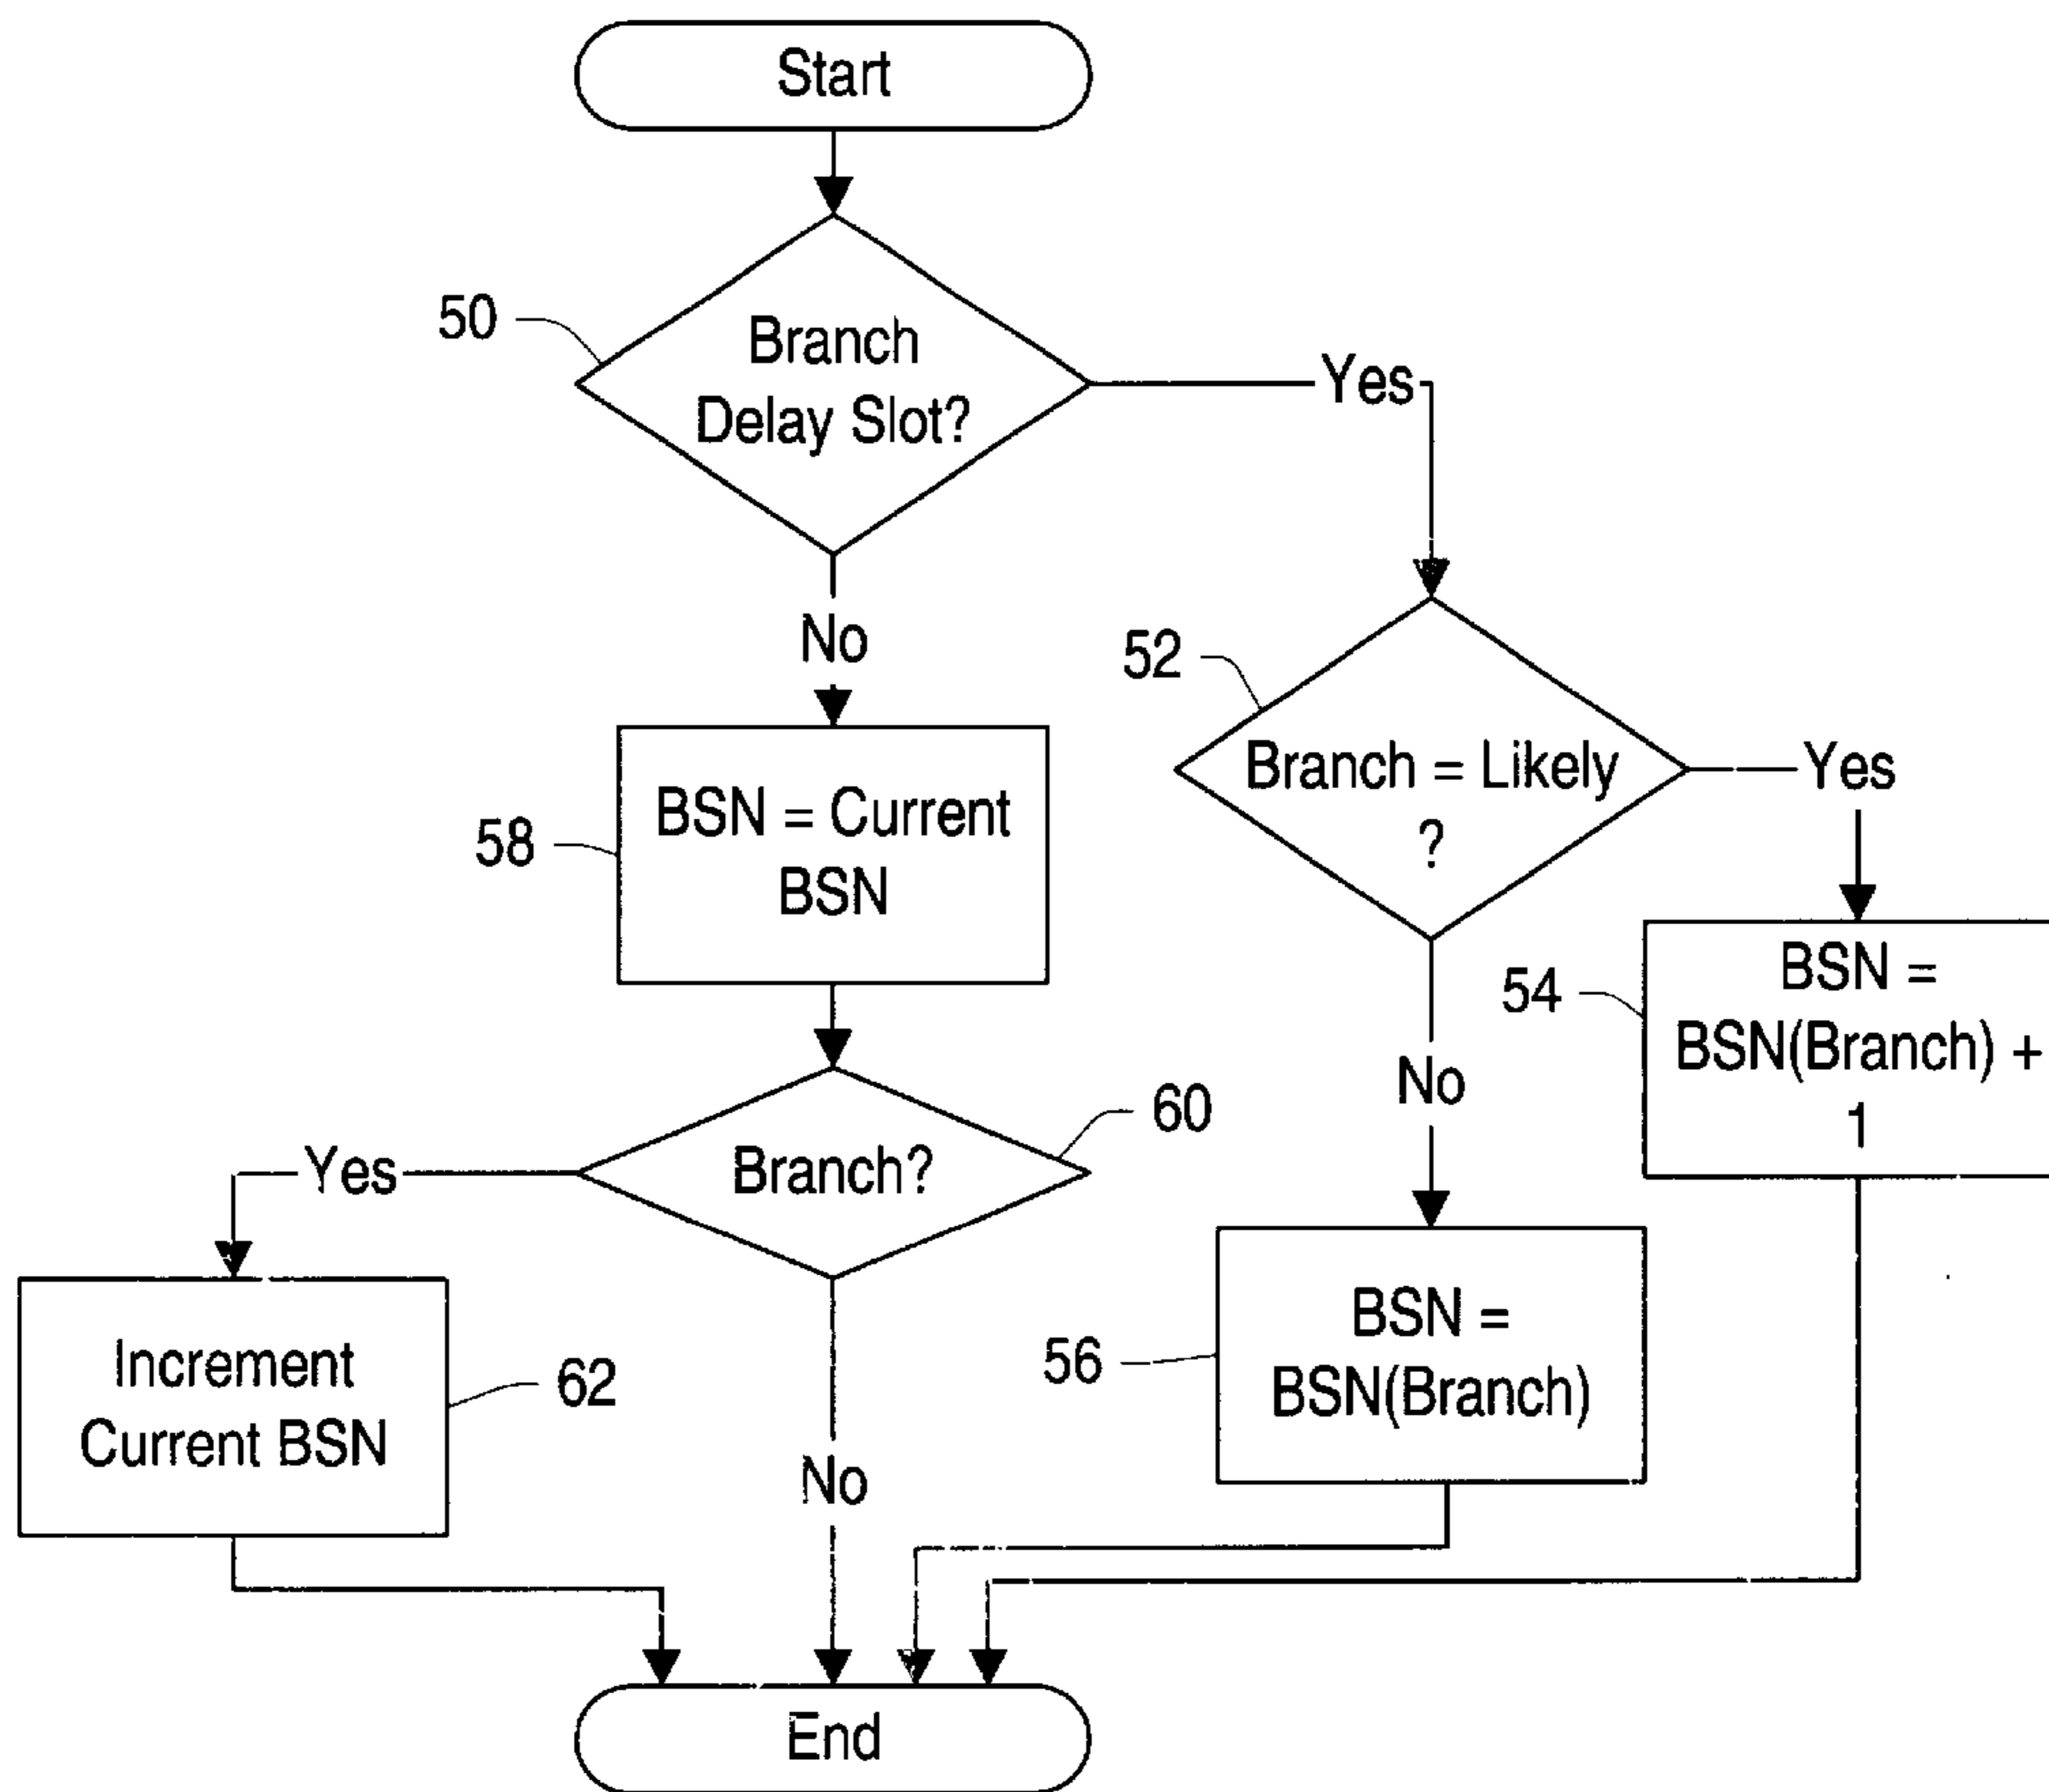 Start
50
Branch
Delay Slot?
Yes
No
52
Branch = Likely
?
Yes
58
BSN = Current
BSN
54
BSN =
BSN(Branch) +
1
No
60
Branch?
Yes
56
BSN =
BSN(Branch)
Increment
Current BSN
62
No
End